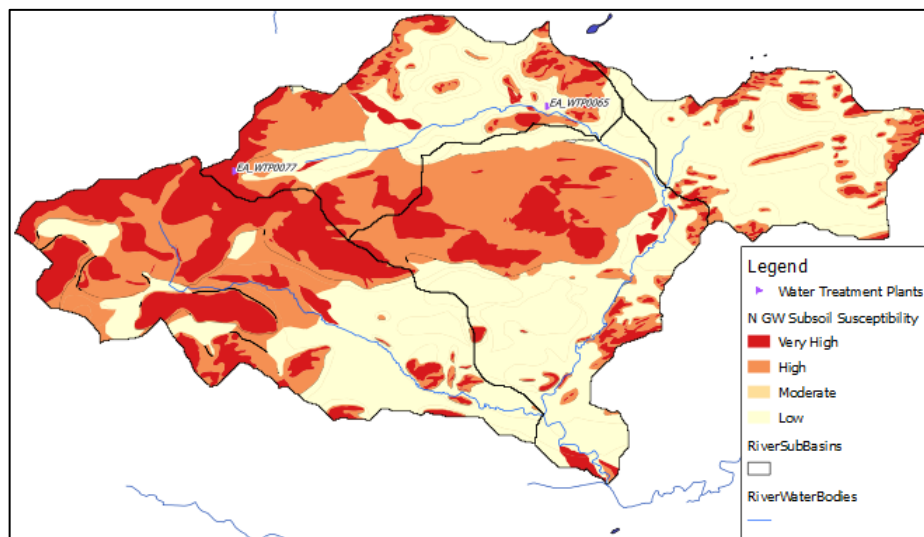 EA_WTP0065
EA_WTP0077
Legend
Water Treatment Plants
N GW Subsoil Susceptibility
Very High
High
Moderate
Low
RiverSubBasins
RiverWaterBodies